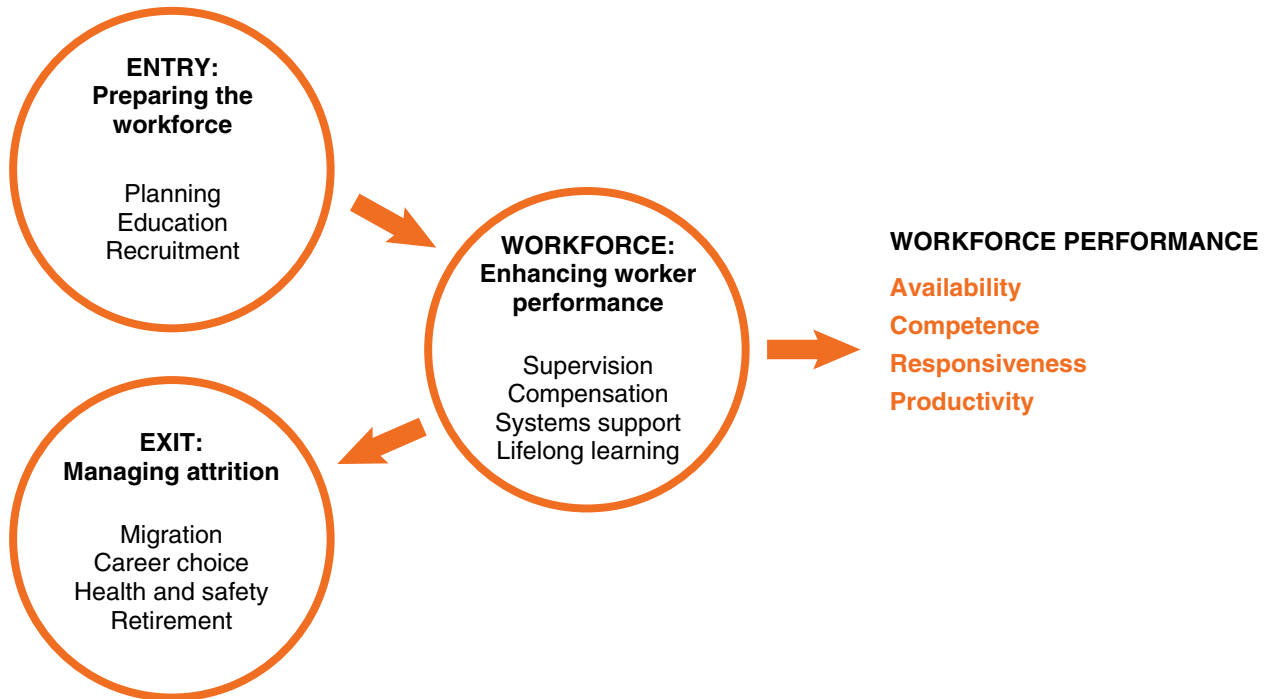 ENTRY:
Preparing the
workforce
Planning
Education
Recruitment
WORKFORCE:
Enhancing worker
performance
Supervision
Compensation
Systems support
Lifelong learning
EXIT:
Managing attrition
Migration
Career choice
Health and safety
Retirement
WORKFORCE PERFORMANCE
Availability
Competence
Responsiveness
Productivity